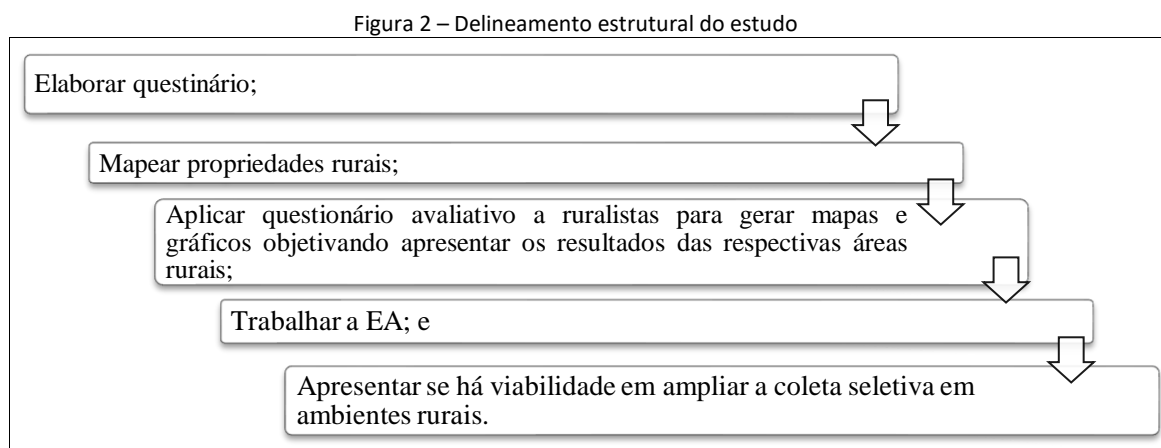 Figura 2 – Delineamento estrutural do estudo
Elaborar questinário;
Mapear propriedades rurais;
Aplicar questionário avaliativo a ruralistas para gerar mapas e
gráficos objetivando apresentar os resultados das respectivas áreas
rurais;
Trabalhar a EA; e
Apresentar se há viabilidade em ampliar a coleta seletiva em
ambientes rurais.